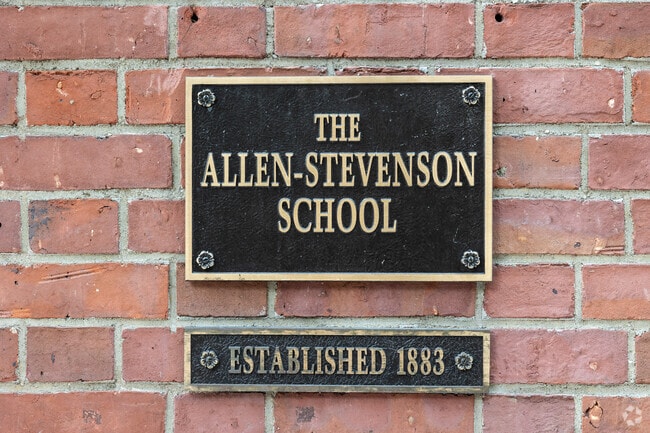 THE
ALLEN-STEVENSON
SCHOOL
ESTABLISHED 1883